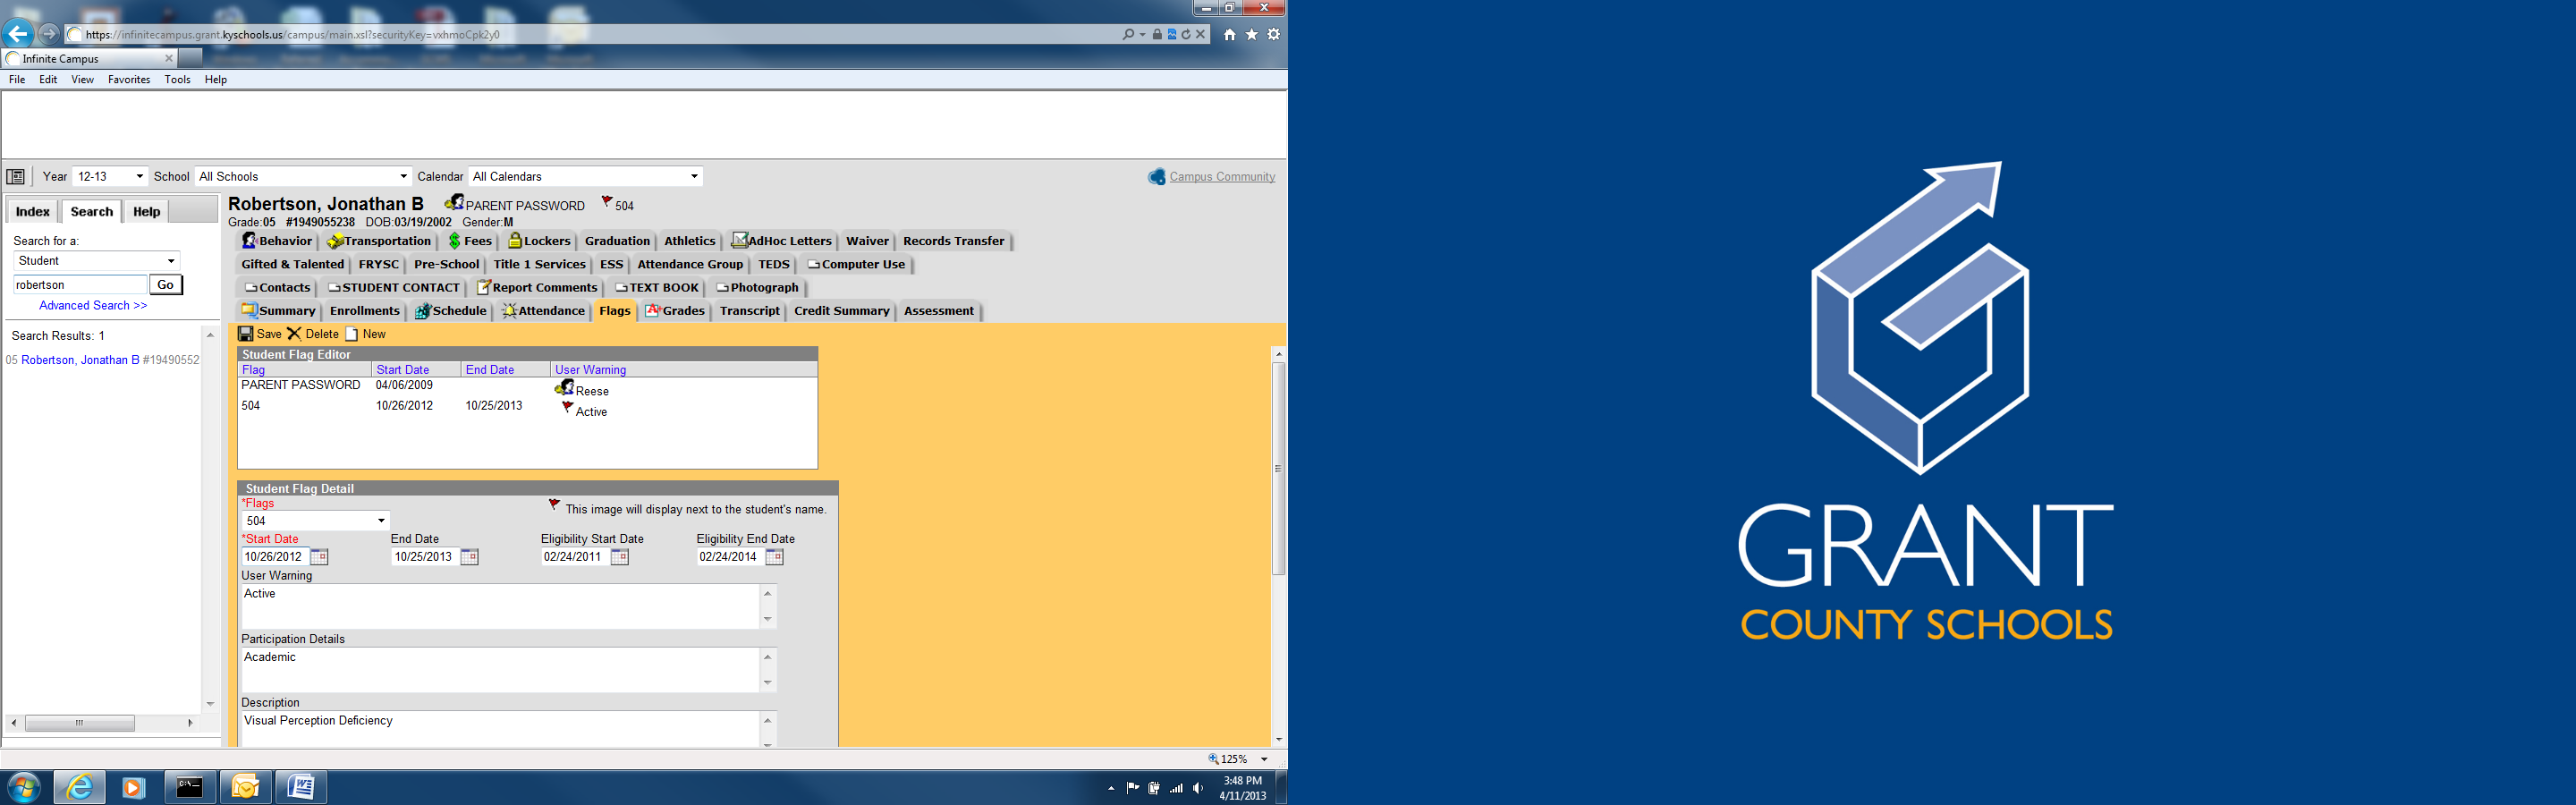 https://infinitecampus.grant.kyschools.us/campus/main.xsl?securityKey=vxhmoCpk2y0
Infinite Campus
File Edit View Favorites Tools Help
Year 12-13 School All Schools Calendar All Calendars Campus Community
Index Search Help
Search for a:
Student
robertson Go
Advanced Search >>
Search Results: 1
05 Robertson, Jonathan B #19490552
Robertson, Jonathan B PARENT PASSWORD 504
Grade:05 #1949055238 DOB:03/19/2002 Gender:M
Behavior Transportation Fees Lockers Graduation Athletics AdHoc Letters Waiver Records Transfer
Gifted & Talented FRYSC Pre-School Title 1 Services ESS Attendance Group TEDS Computer Use
Contacts STUDENT CONTACT Report Comments TEXT BOOK Photograph
Summary Enrollments Schedule Attendance Flags Grades Transcript Credit Summary Assessment
Save Delete New
Student Flag Editor
Flag Start Date End Date User Warning
PARENT PASSWORD 04/06/2009 Reese
504 10/26/2012 10/25/2013 Active
Student Flag Detail
*Flags
504
This image will display next to the student's name.
*Start Date End Date Eligibility Start Date Eligibility End Date
10/26/2012 10/25/2013 02/24/2011 02/24/2014
User Warning
Active
Participation Details
Academic
Description
Visual Perception Deficiency
125%
3:48 PM
4/11/2013
GRANT
COUNTY SCHOOLS